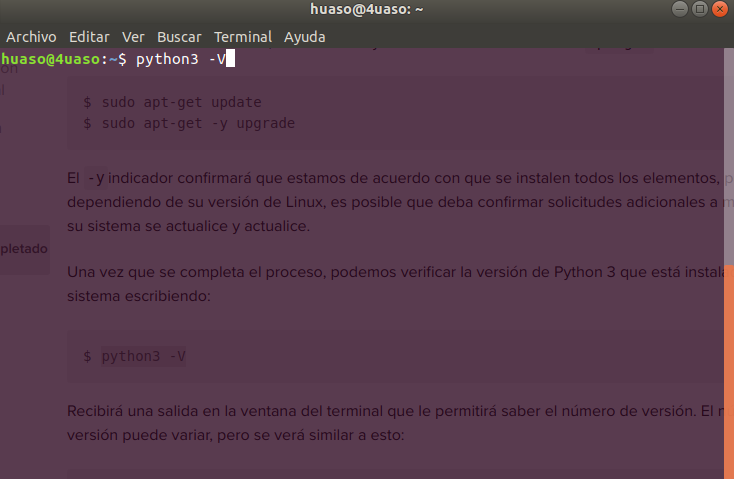 huaso@4uaso: ~
Archivo Editar Ver Buscar Terminal Ayuda
huaso@4uaso:~$ python3 -V
$ sudo apt-get update
$ sudo apt-get -y upgrade
El -y indicador confirmará que estamos de acuerdo con que se instalen todos los elementos,
dependiendo de su versión de Linux, es posible que deba confirmar solicitudes adicionales a
su sistema se actualice y actualice.
pletado
Una vez que se completa el proceso, podemos verificar la versión de Python 3 que está instala
sistema escribiendo:
$ python3 -V
Recibirá una salida en la ventana del terminal que le permitirá saber el número de versión. El
versión puede variar, pero se verá similar a esto: